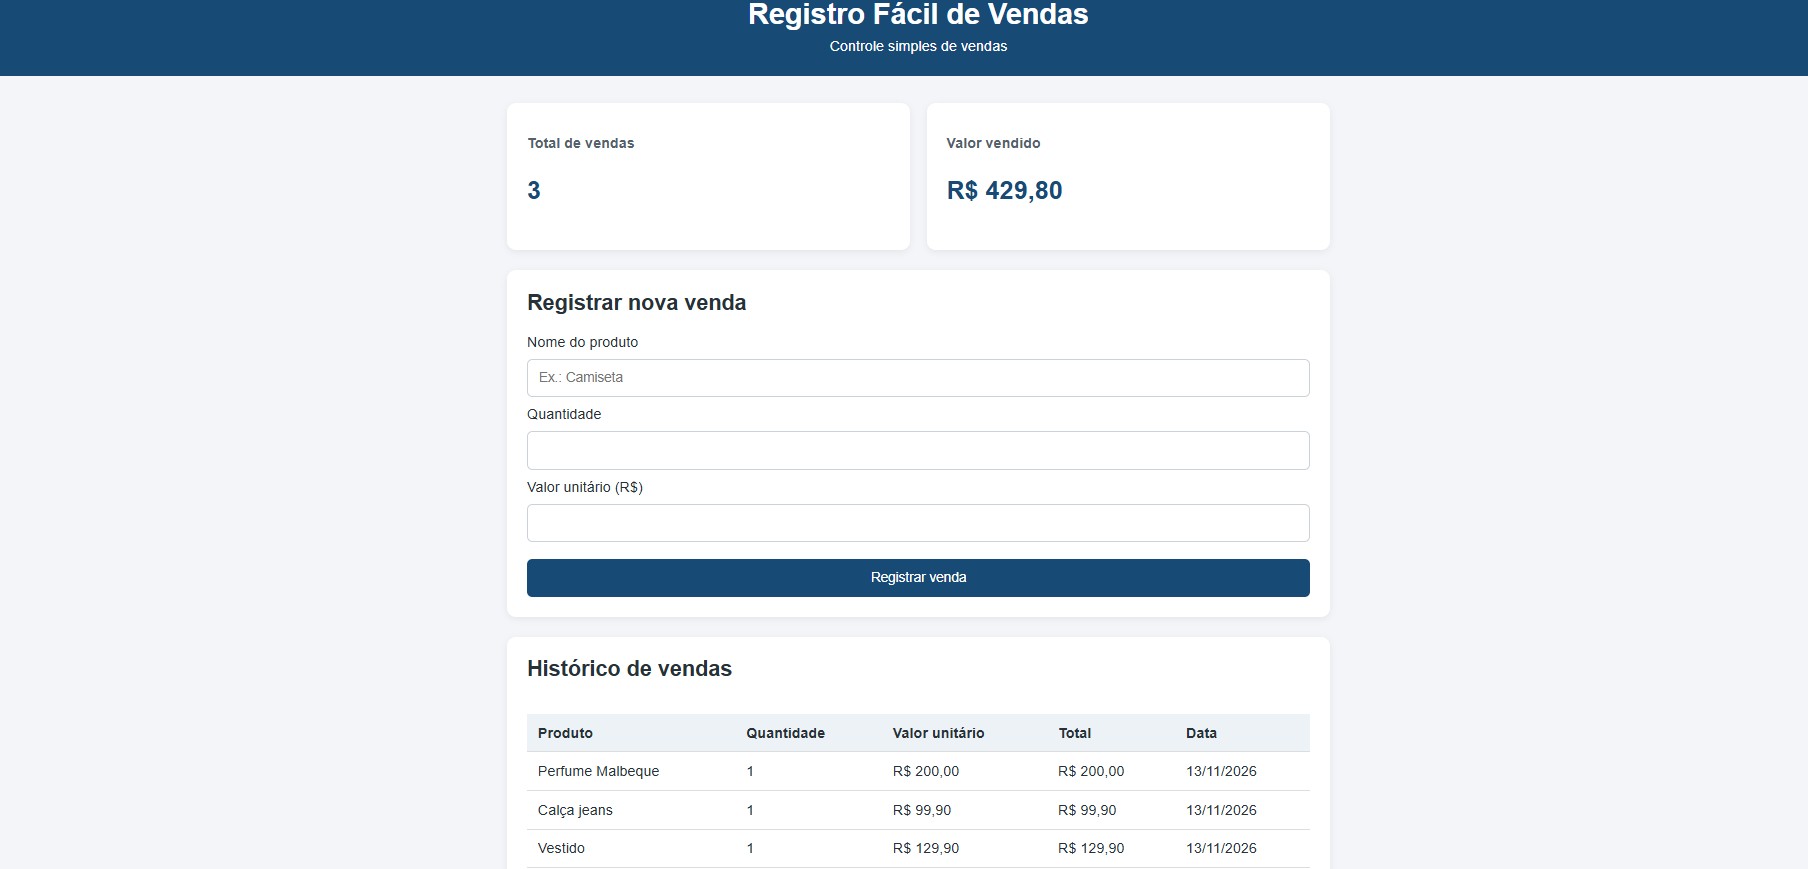 Registro Fácil de Vendas
Controle simples de vendas
Total de vendas
3
Valor vendido
R$ 429,80
Registrar nova venda
Nome do produto
Ex.: Camiseta
Quantidade
Valor unitário (R$)
Registrar venda
Histórico de vendas
Produto Quantidade Valor unitário Total Data
Perfume Malbeque 1 R$ 200,00 R$ 200,00 13/11/2026
Calça jeans 1 R$ 99,90 R$ 99,90 13/11/2026
Vestido 1 R$ 129,90 R$ 129,90 13/11/2026